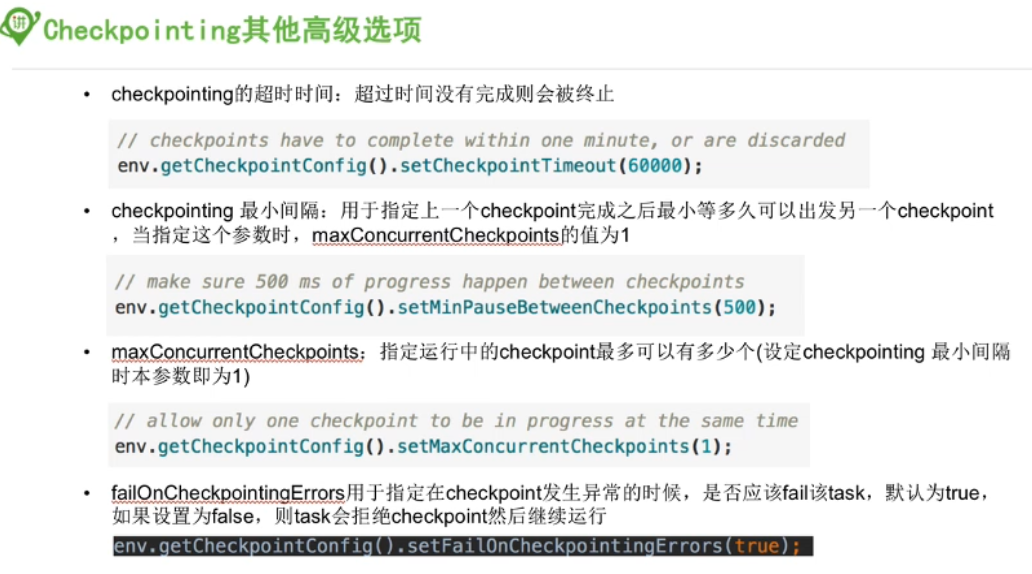 讲
Checkpointing其他高级选项
• checkpointing的超时时间：超过时间没有完成则会被终止
// checkpoints have to complete within one minute, or are discarded
env.getCheckpointConfig().setCheckpointTimeout(60000);
• checkpointing 最小间隔：用于指定上一个checkpoint完成之后最小等多久可以出发另一个checkpoint
，当指定这个参数时，maxConcurrentCheckpoints的值为1
// make sure 500 ms of progress happen between checkpoints
env.getCheckpointConfig().setMinPauseBetweenCheckpoints(500);
• maxConcurrentCheckpoints：指定运行中的checkpoint最多可以有多少个(设定checkpointing 最小间隔
时本参数即为1)
// allow only one checkpoint to be in progress at the same time
env.getCheckpointConfig().setMaxConcurrentCheckpoints(1);
• failOnCheckpointingErrors用于指定在checkpoint发生异常的时候，是否应该fail该task，默认为true，
如果设置为false，则task会拒绝checkpoint然后继续运行
env.getCheckpointConfig().setFailOnCheckpointingErrors(true);